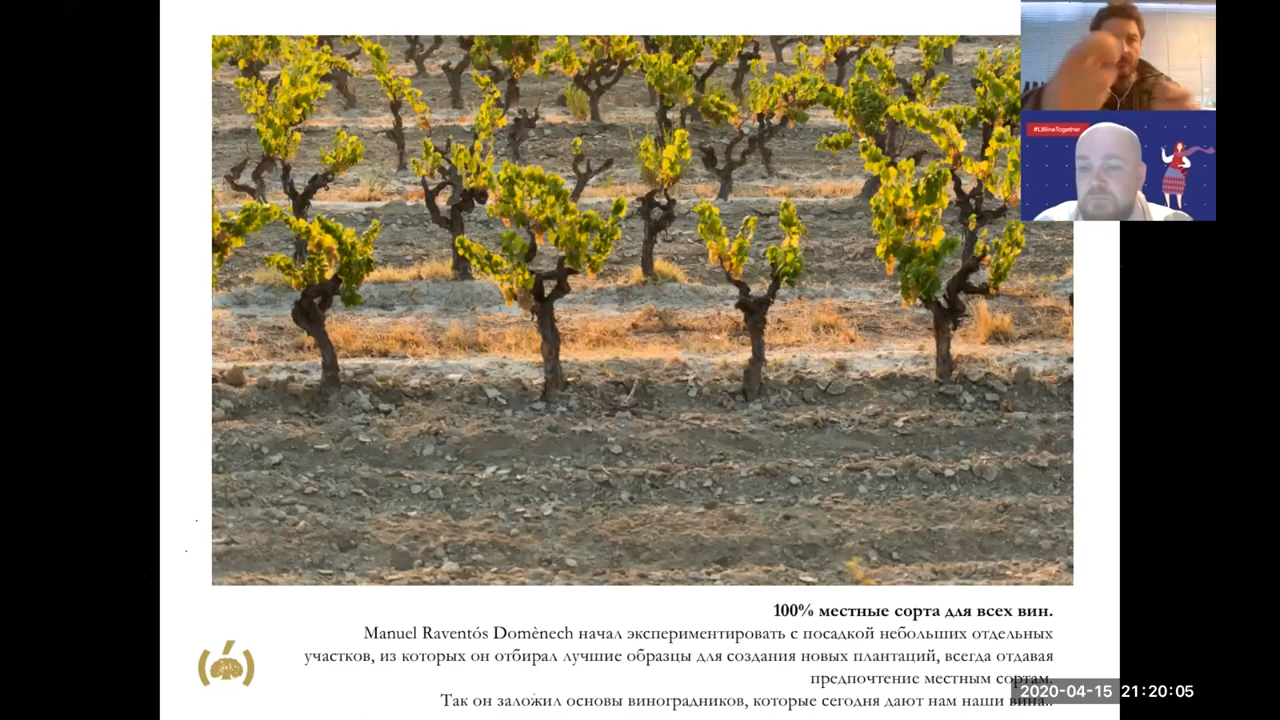 #LWineTogether
100% местные сорта для всех вин.
Manuel Raventós Domènech начал экспериментировать с посадкой небольших отдельных
участков, из которых он отбирал лучшие образцы для создания новых плантаций, всегда отдавая
предпочтение местным сортам.
Так он заложил основы виноградников, которые сегодня дают нам наши вина..
2020-04-15 21:20:05